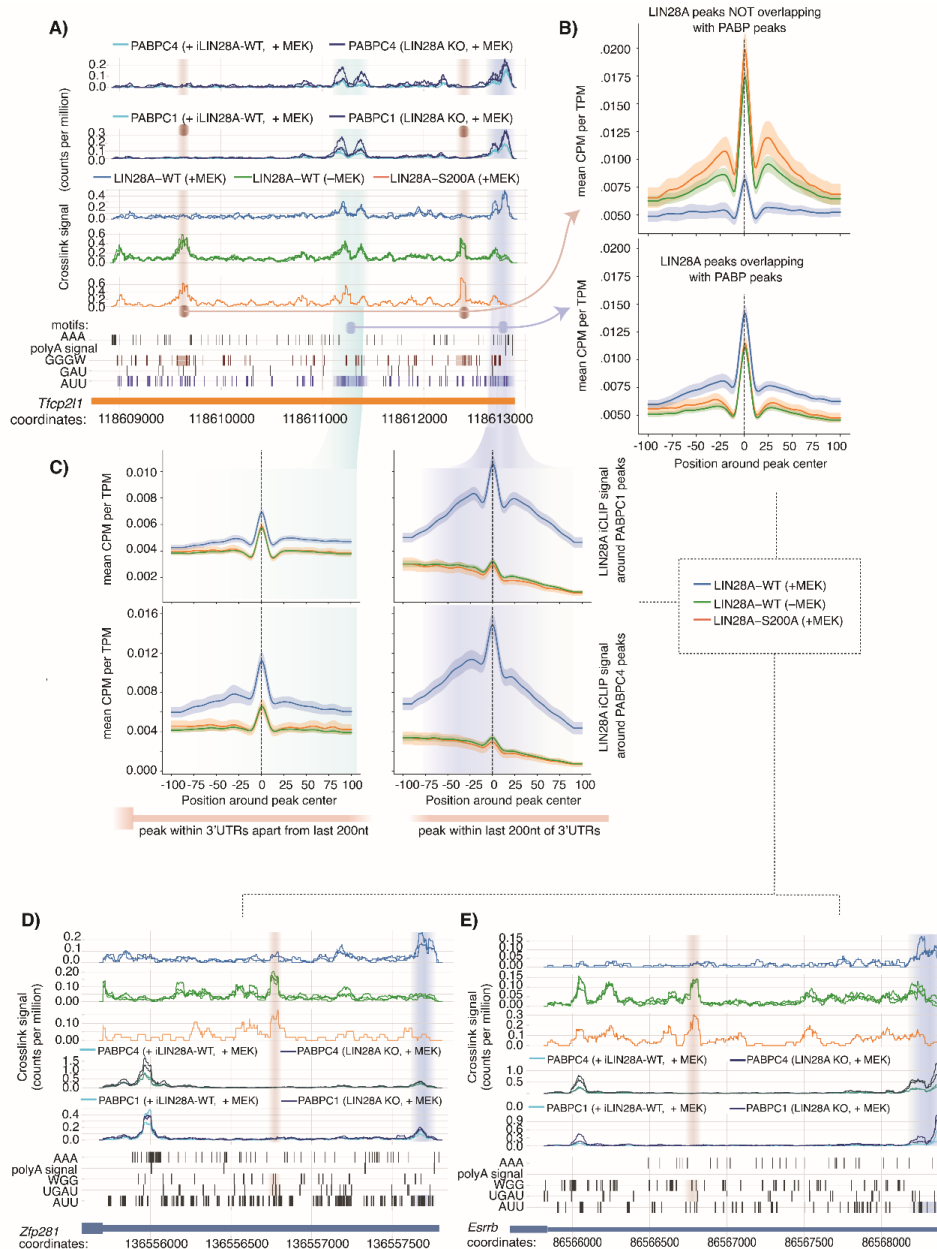 A)
PABPC4 (+ iLIN28A-WT, + MEK) PABPC4 (LIN28A KO, + MEK)
0.2
0.1
0.0
PABPC1 (+ iLIN28A-WT, + MEK) PABPC1 (LIN28A KO, + MEK)
0.3
0.2
0.1
0.0
LIN28A-WT (+MEK) LIN28A-WT (-MEK) LIN28A-S200A (+MEK)
0.4
0.2
0.0
0.6
0.4
0.2
0.0
0.6
0.4
0.2
0.0
Crosslink signal (counts per million)
motifs:
AAA
polyA signal
GGGW
GAU
AUU
Tfcp2l1
coordinates: 118609000 118610000 118611000 118612000 118613000
B)
LIN28A peaks NOT overlapping
with PABP peaks
mean CPM per TPM
.0200
.0175
.0150
.0125
.0100
.0075
.0050
LIN28A peaks overlapping
with PABP peaks
mean CPM per TPM
.0200
.0175
.0150
.0125
.0100
.0075
.0050
-100 -75 -50 -25 0 25 50 75 100
Position around peak center
C)
mean CPM per TPM
0.010
0.008
0.006
0.004
0.002
LIN28A iCLIP signal
around PABPC1 peaks
mean CPM per TPM
0.016
0.012
0.008
0.004
0.000
LIN28A iCLIP signal
around PABPC4 peaks
-100 -75 -50 -25 0 25 50 75 100
-100 -75 -50 -25 0 25 50 75 100
Position around peak center
Position around peak center
peak within 3'UTRs apart from last 200nt
peak within last 200nt of 3'UTRs
LIN28A-WT (+MEK)
LIN28A-WT (-MEK)
LIN28A-S200A (+MEK)
D)
0.2
0.1
0.0
0.20
0.10
0.00
0.10
0.00
PABPC4 (+ iLIN28A-WT, + MEK) PABPC4 (LIN28A KO, + MEK)
1.5
1.0
0.5
0.0
PABPC1 (+ iLIN28A-WT, + MEK) PABPC1 (LIN28A KO, + MEK)
0.4
0.2
0.0
Crosslink signal
(counts per million)
AAA
polyA signal
WGG
UGAU
AUU
Zfp281
coordinates: 136556000 136556500 136557000 136557500
E)
0.15
0.10
0.05
0.00
0.15
0.10
0.05
0.00
0.3
0.2
0.1
0.0
PABPC4 (+ iLIN28A-WT, + MEK) PABPC4 (LIN28A KO, + MEK)
1.0
0.5
0.0
PABPC1 (+ iLIN28A-WT, + MEK) PABPC1 (LIN28A KO, + MEK)
0.9
0.6
0.3
0.0
Crosslink signal
(counts per million)
AAA
polyA signal
WGG
UGAU
AUU
Esrrb
coordinates: 86566000 86566500 86567000 86567500 86568000